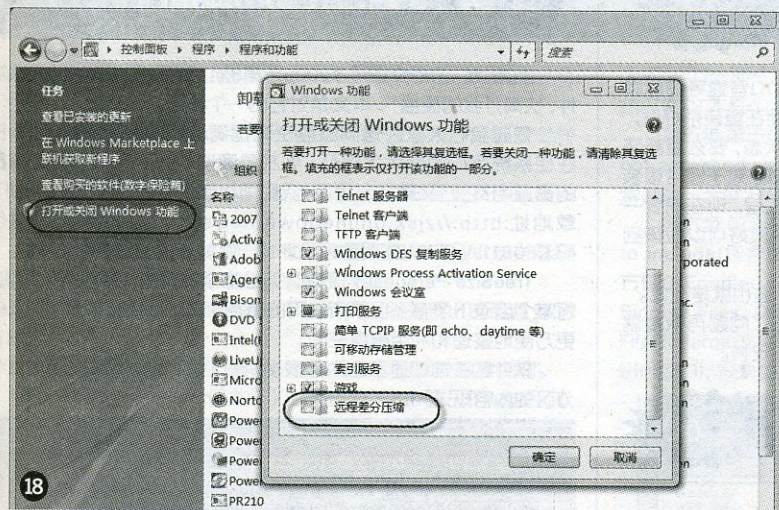 控制面板 ▸ 程序 ▸ 程序和功能
搜索
任务
查看已安装的更新
在 Windows Marketplace 上
联机获取新程序
查看购买的软件(数字保险箱)
打开或关闭 Windows 功能
卸载
若要
组织
名称
2007
Activa
Adob
Agere
Bison
DVD
Intel(
LiveU
Micro
Norto
Power
Power
Power
Power
PR210
Windows 功能
打开或关闭 Windows 功能
若要打开一种功能，请选择其复选框。若要关闭一种功能，请清除其复选
框。填充的框表示仅打开该功能的一部分。
Telnet 服务器
Telnet 客户端
TFTP 客户端
Windows DFS 复制服务
Windows Process Activation Service
Windows 会议室
打印服务
简单 TCPIP 服务(即 echo、daytime 等)
可移动存储管理
索引服务
游戏
远程差分压缩
确定
取消
n
n
porated
n
nc.
n
n
en
18